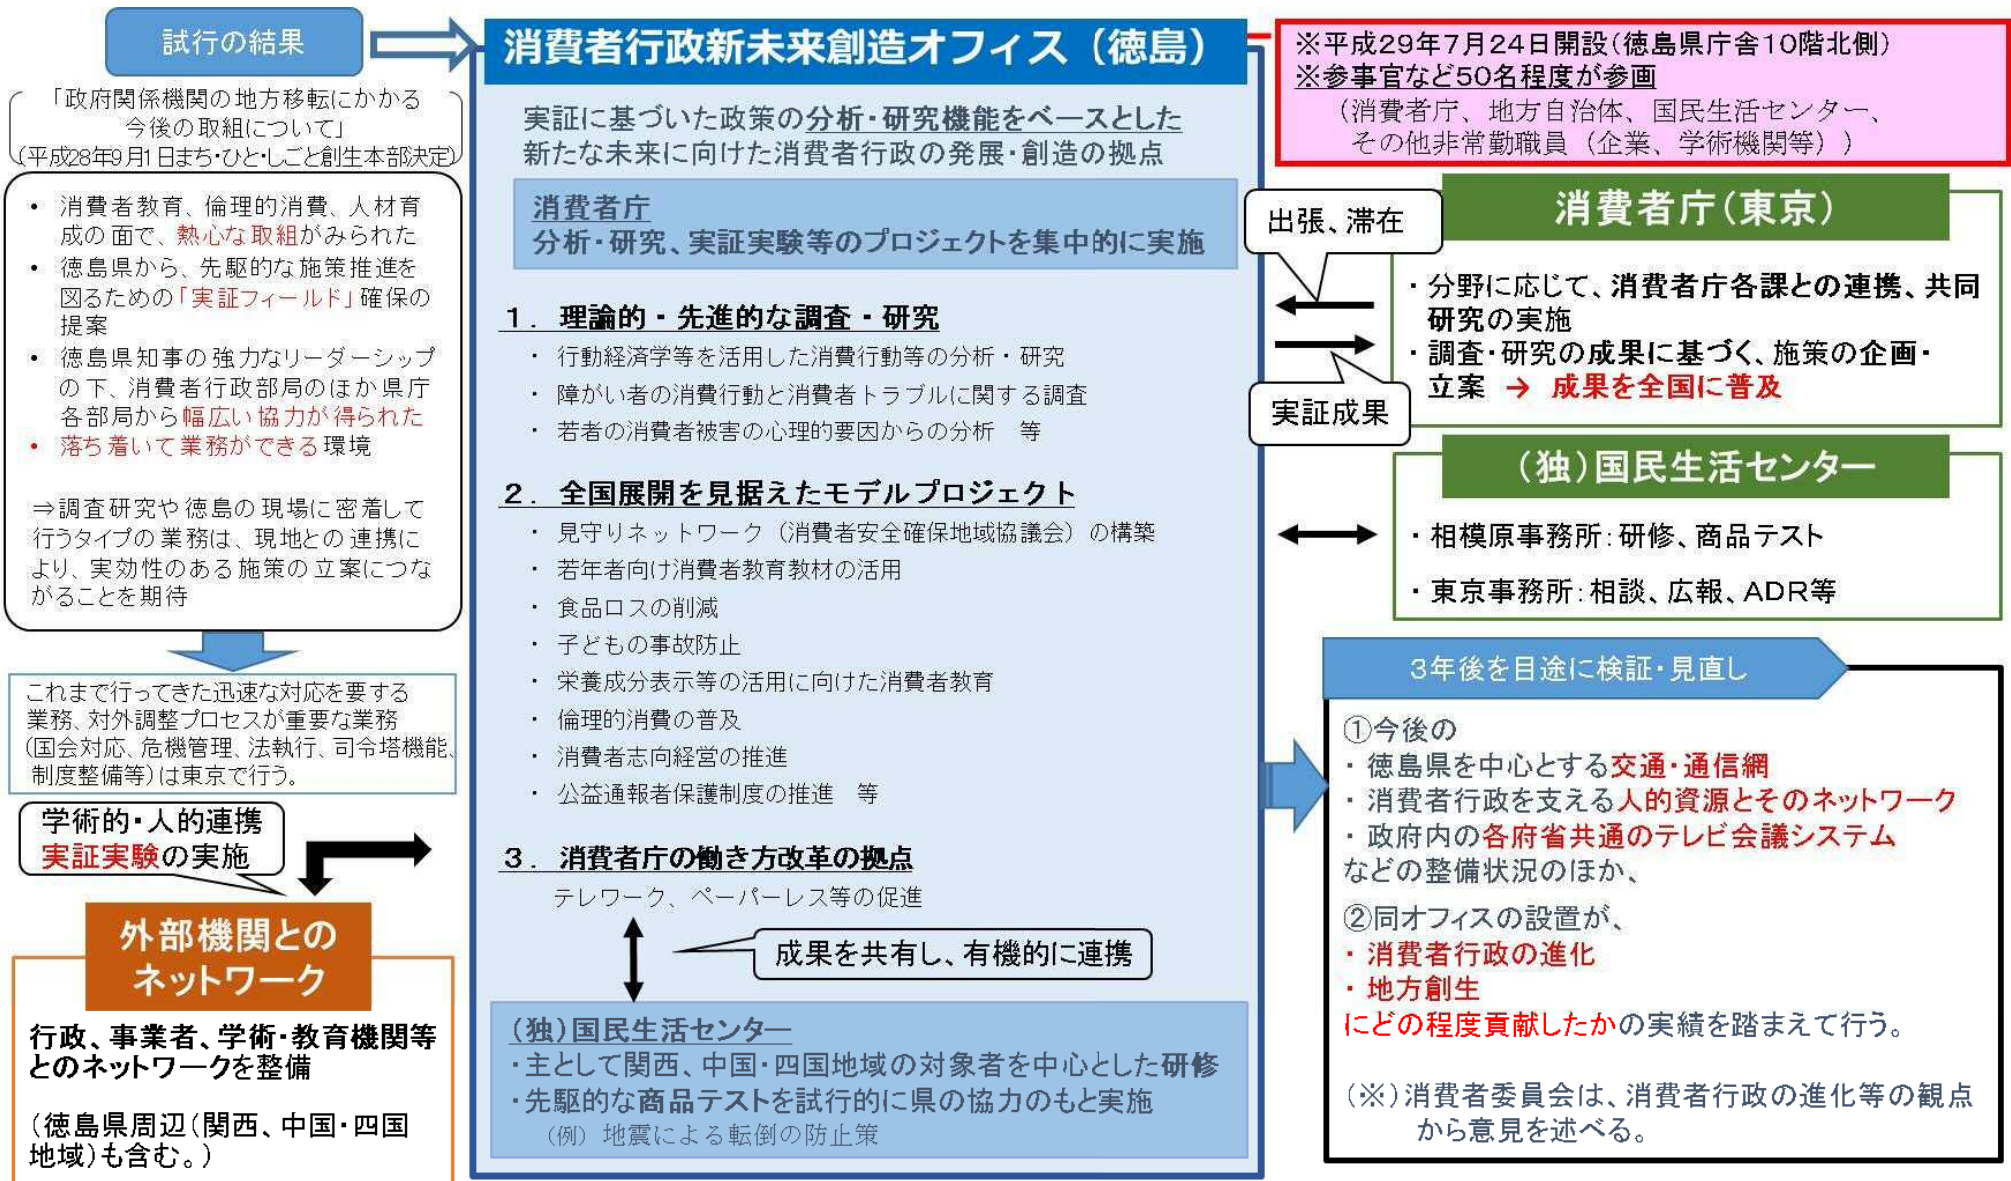 試行の結果
「政府関係機関の地方移転にかかる
今後の取組について」
(平成28年9月1日まち・ひと・しごと創生本部決定)
・ 消費者教育、倫理的消費、人材育
成の面で、熱心な取組がみられた
・ 徳島県から、先駆的な施策推進を
図るための「実証フィールド」確保の
提案
・ 徳島県知事の強力なリーダーシップ
の下、消費者行政部局のほか県庁
各部局から幅広い協力が得られた
・ 落ち着いて業務ができる環境
⇒調査研究や徳島の現場に密着して
行うタイプの業務は、現地との連携に
より、実効性のある施策の立案につな
がることを期待
これまで行ってきた迅速な対応を要する
業務、対外調整プロセスが重要な業務
(国会対応、危機管理、法執行、司令塔機能、
制度整備等)は東京で行う。
学術的・人的連携
実証実験の実施
外部機関との
ネットワーク
行政、事業者、学術・教育機関等
とのネットワークを整備
(徳島県周辺(関西、中国・四国
地域)も含む。)
消費者行政新未来創造オフィス（徳島）
実証に基づいた政策の分析・研究機能をベースとした
新たな未来に向けた消費者行政の発展・創造の拠点
消費者庁
分析・研究、実証実験等のプロジェクトを集中的に実施
１．理論的・先進的な調査・研究
・ 行動経済学等を活用した消費行動等の分析・研究
・ 障がい者の消費行動と消費者トラブルに関する調査
・ 若者の消費者被害の心理的要因からの分析　等
２．全国展開を見据えたモデルプロジェクト
・ 見守りネットワーク（消費者安全確保地域協議会）の構築
・ 若年者向け消費者教育教材の活用
・ 食品ロスの削減
・ 子どもの事故防止
・ 栄養成分表示等の活用に向けた消費者教育
・ 倫理的消費の普及
・ 消費者志向経営の推進
・ 公益通報者保護制度の推進　等
３．消費者庁の働き方改革の拠点
テレワーク、ペーパーレス等の促進
成果を共有し、有機的に連携
(独)国民生活センター
・主として関西、中国・四国地域の対象者を中心とした研修
・先駆的な商品テストを試行的に県の協力のもと実施
（例）地震による転倒の防止策
※平成29年7月24日開設(徳島県庁舎10階北側)
※参事官など50名程度が参画
（消費者庁、地方自治体、国民生活センター、
その他非常勤職員（企業、学術機関等））
出張、滞在
実証成果
消費者庁(東京)
・分野に応じて、消費者庁各課との連携、共同
研究の実施
・調査・研究の成果に基づく、施策の企画・
立案 → 成果を全国に普及
(独)国民生活センター
・相模原事務所：研修、商品テスト
・東京事務所：相談、広報、ADR等
3年後を目途に検証・見直し
①今後の
・徳島県を中心とする交通・通信網
・消費者行政を支える人的資源とそのネットワーク
・政府内の各府省共通のテレビ会議システム
などの整備状況のほか、
②同オフィスの設置が、
・消費者行政の進化
・地方創生
にどの程度貢献したかの実績を踏まえて行う。
(※)消費者委員会は、消費者行政の進化等の観点
から意見を述べる。